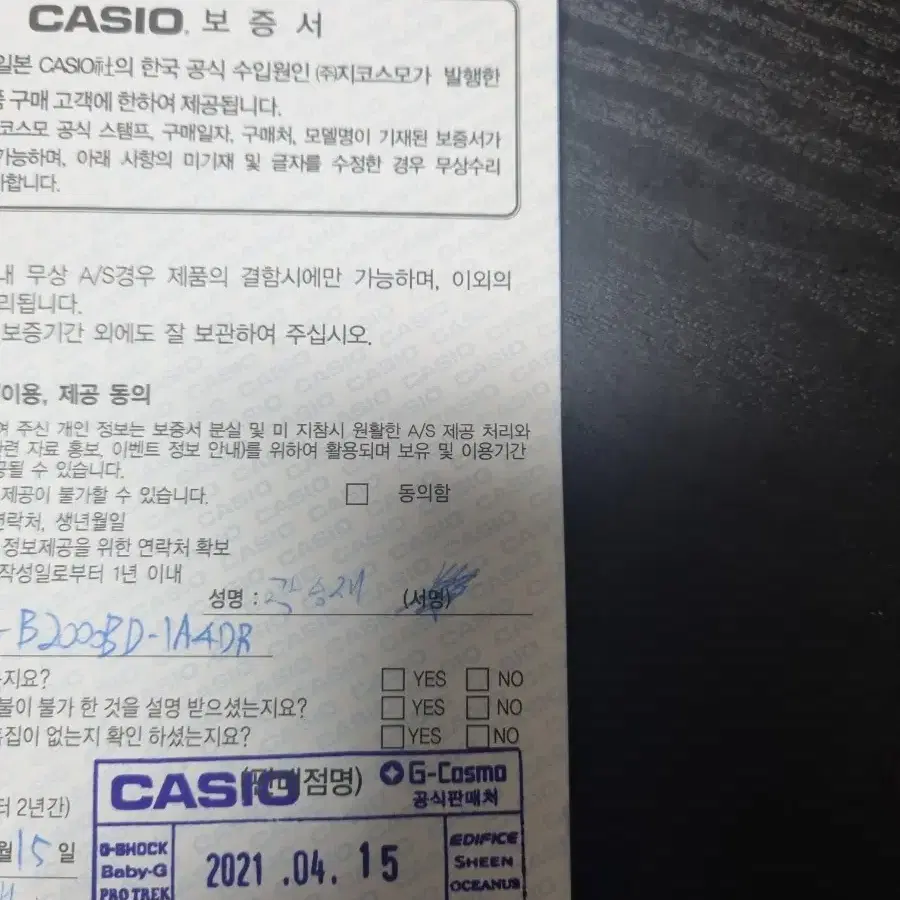 CASIO. 보 증 서
일본 CASIO社의 한국 공식 수입원인 (주)지코스모가 발행한
구매 고객에 한하여 제공됩니다.
코스모 공식 스탬프, 구매일자, 구매처, 모델명이 기재된 보증서가
가능하며, 아래 사항의 미기재 및 글자를 수정한 경우 무상수리
합니다.
내 무상 A/S경우 제품의 결함시에만 가능하며, 이외의
리됩니다.
보증기간 외에도 잘 보관하여 주십시오.
이용, 제공 동의
여 주신 개인 정보는 보증서 분실 및 미 지참시 원활한 A/S 제공 처리와
관련 자료 홍보, 이벤트 정보 안내)를 위하여 활용되며 보유 및 이용기간
공될 수 있습니다.
제공이 불가할 수 있습니다. 동의함
연락처, 생년월일
정보제공을 위한 연락처 확보
작성일로부터 1년 이내
성명 : 곽승재 (서명)
-B2000BD-1A4DR
지요? YES NO
불이 불가 한 것을 설명 받으셨는지요? YES NO
흠집이 없는지 확인 하셨는지요? YES NO
CASIO (판매점명) G-Cosmo
공식판매처
터 2년간)
월 15 일
G-SHOCK
Baby-G
PRO TREK
2021 .04. 15
EDIFICE
SHEEN
OCEANUS